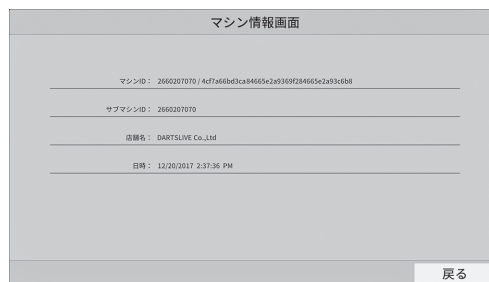 マシン情報画面
マシンID： 2660207070 / 4cf7a66bd3ca84665e2a9369f284665e2a93c6b8
サブマシンID： 2660207070
店舗名： DARTSLIVE Co.,Ltd
日時： 12/20/2017 2:37:36 PM
戻る